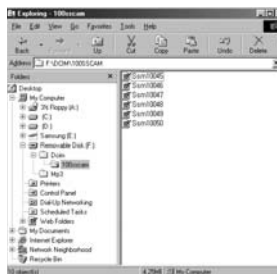 Exploring - 100sscam
File Edit View Go Favorites Tools Help
Back Up Cut Copy Paste Undo Delete
Address F:\DCIM\100SSCAM
Folders
Desktop
My Computer
3½ Floppy (A:)
(C:)
(D:)
Samsung (E:)
Removable Disk (F:)
Dcim
100sscam
Mp3
Printers
Control Panel
Dial-Up Networking
Scheduled Tasks
Web Folders
My Documents
Internet Explorer
Network Neighborhood
Recycle Bin
Ssm10045
Ssm10046
Ssm10047
Ssm10048
Ssm10049
Ssm10050
My Computer